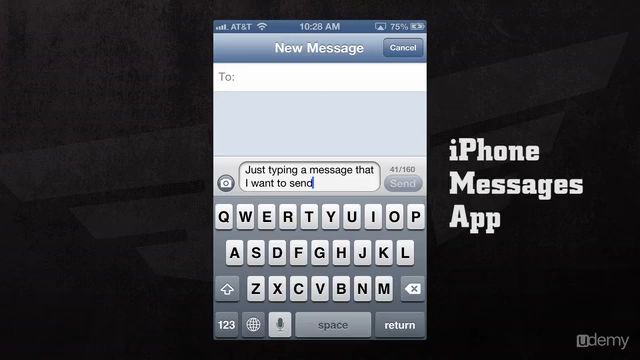 AT&T 10:28 AM 75%
New Message Cancel
To:
Just typing a message that
I want to send
41/160
Send
Q W E R T Y U I O P
A S D F G H J K L
Z X C V B N M
123 space return
iPhone
Messages
App
udemy